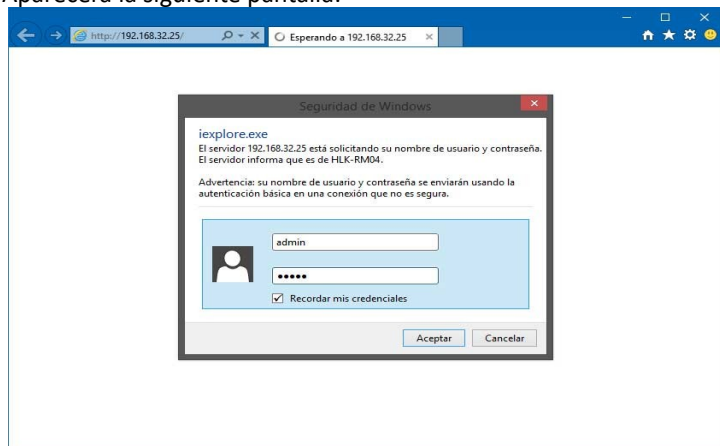 Aparecerá la siguiente pantalla:
http://192.168.32.25/
Esperando a 192.168.32.25
Seguridad de Windows
iexplore.exe
El servidor 192.168.32.25 está solicitando su nombre de usuario y contraseña.
El servidor informa que es de HLK-RM04.
Advertencia: su nombre de usuario y contraseña se enviarán usando la
autenticación básica en una conexión que no es segura.
admin
•••••
Recordar mis credenciales
Aceptar Cancelar